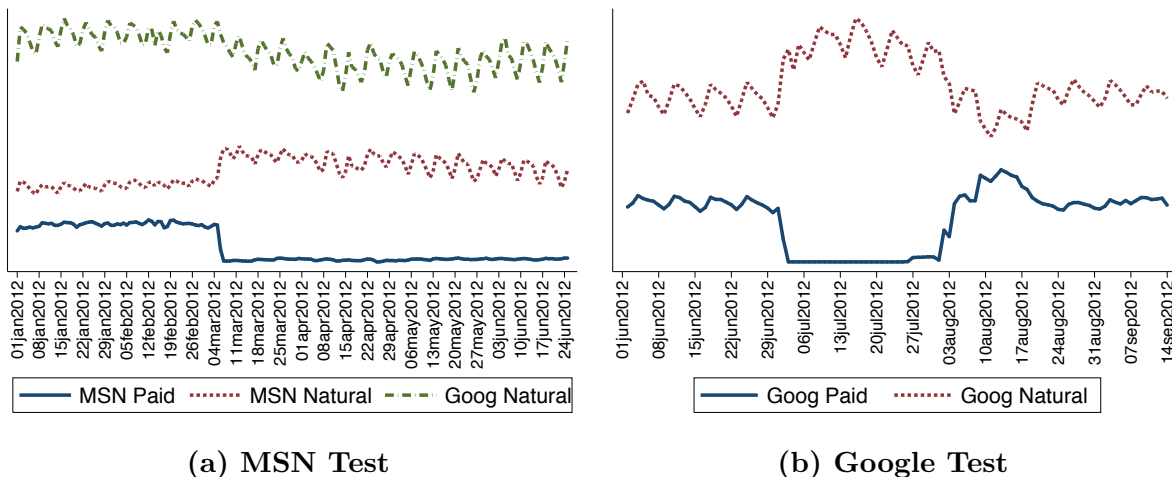 01jan2012
08jan2012
15jan2012
22jan2012
29jan2012
05feb2012
12feb2012
19feb2012
26feb2012
04mar2012
11mar2012
18mar2012
25mar2012
01apr2012
08apr2012
15apr2012
22apr2012
29apr2012
06may2012
13may2012
20may2012
27may2012
03jun2012
10jun2012
17jun2012
24jun2012
MSN Paid MSN Natural Goog Natural
(a) MSN Test
01jun2012
08jun2012
15jun2012
22jun2012
29jun2012
06jul2012
13jul2012
20jul2012
27jul2012
03aug2012
10aug2012
17aug2012
24aug2012
31aug2012
07sep2012
14sep2012
Goog Paid Goog Natural
(b) Google Test